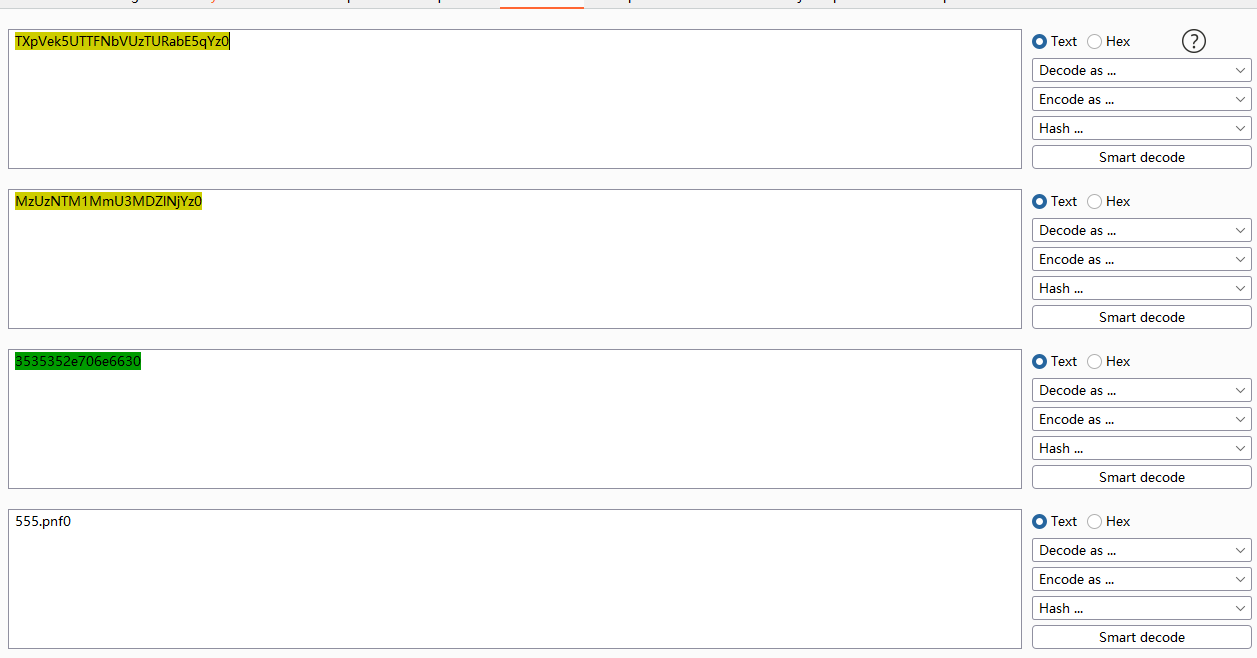 TXpVek5UTTFNbVUzTURabE5qYz0
Text Hex ?
Decode as ...
Encode as ...
Hash ...
Smart decode
MzUzNTM1MmU3MDZlNjYz0
Text Hex
Decode as ...
Encode as ...
Hash ...
Smart decode
3535352e706e6630
Text Hex
Decode as ...
Encode as ...
Hash ...
Smart decode
555.pnf0
Text Hex
Decode as ...
Encode as ...
Hash ...
Smart decode